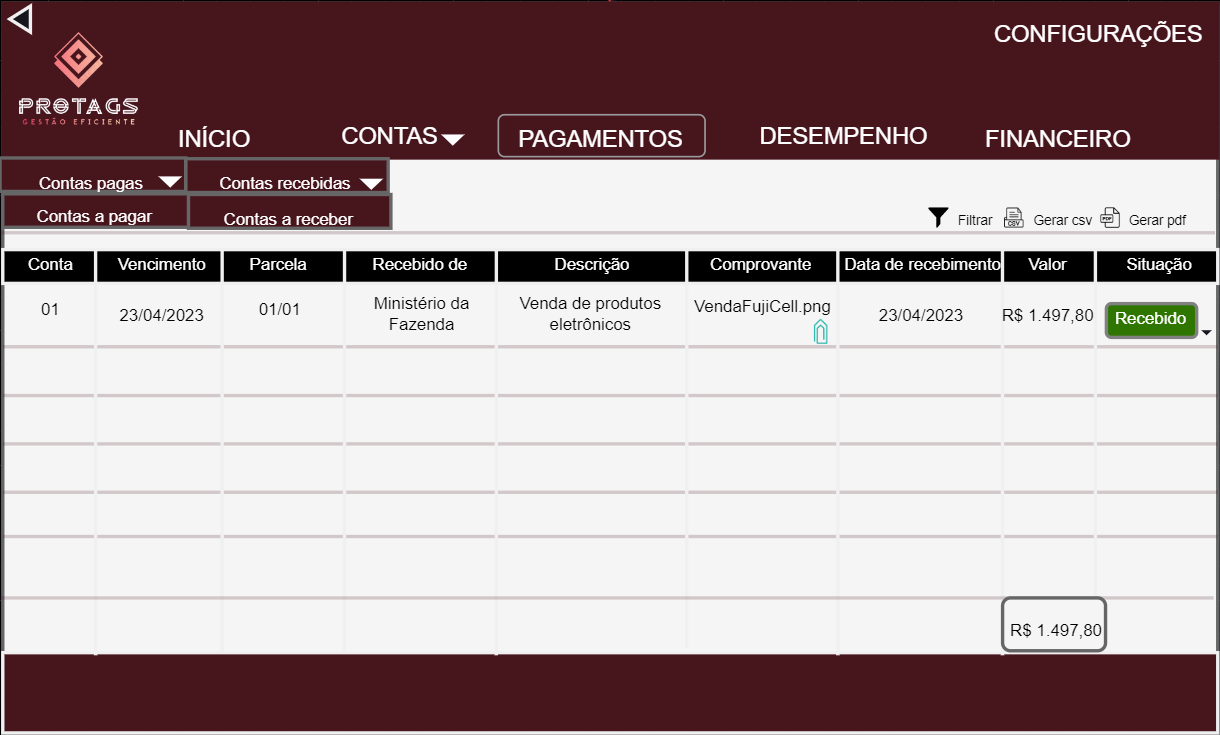 CONFIGURAÇÕES
PROTAGS
GESTÃO EFICIENTE
INÍCIO CONTAS PAGAMENTOS DESEMPENHO FINANCEIRO
Contas pagas Contas recebidas
Contas a pagar Contas a receber
Filtrar CSV Gerar csv PDF Gerar pdf
Conta Vencimento Parcela Recebido de Descrição Comprovante Data de recebimento Valor Situação
01 23/04/2023 01/01 Ministério da Venda de produtos VendaFujiCell.png 23/04/2023 R$ 1.497,80 Recebido
Fazenda eletrônicos
R$ 1.497,80